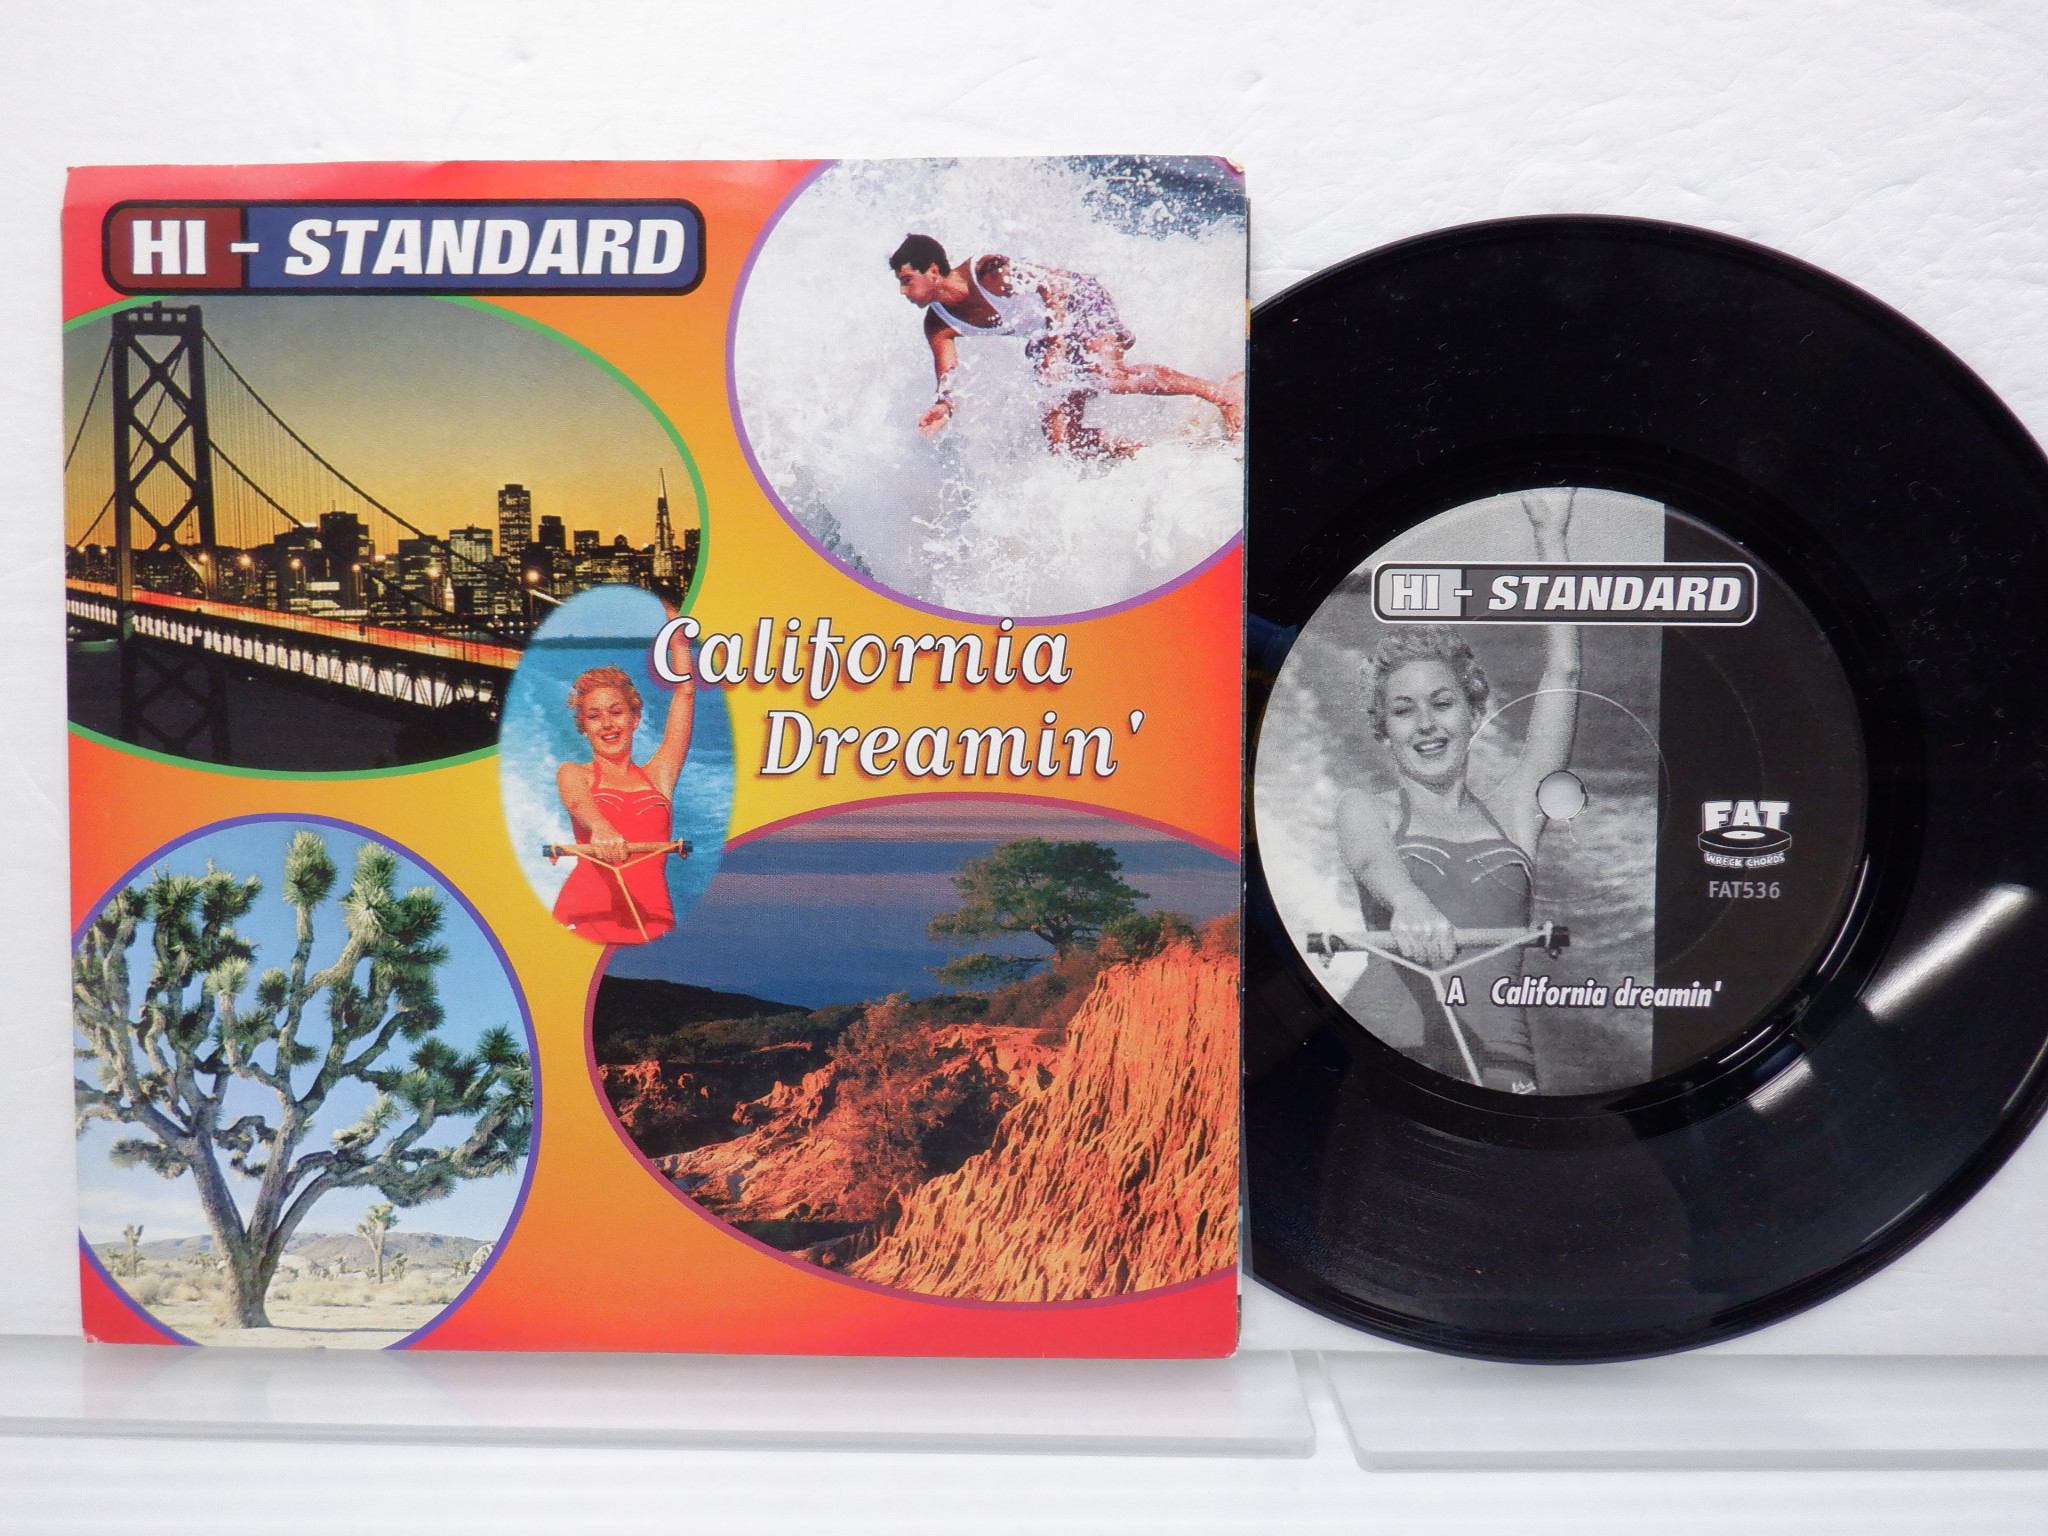 HI - STANDARD
California
Dreamin'
HI - STANDARD
FAT
WRECK CHORDS
FAT536
A California dreamin'